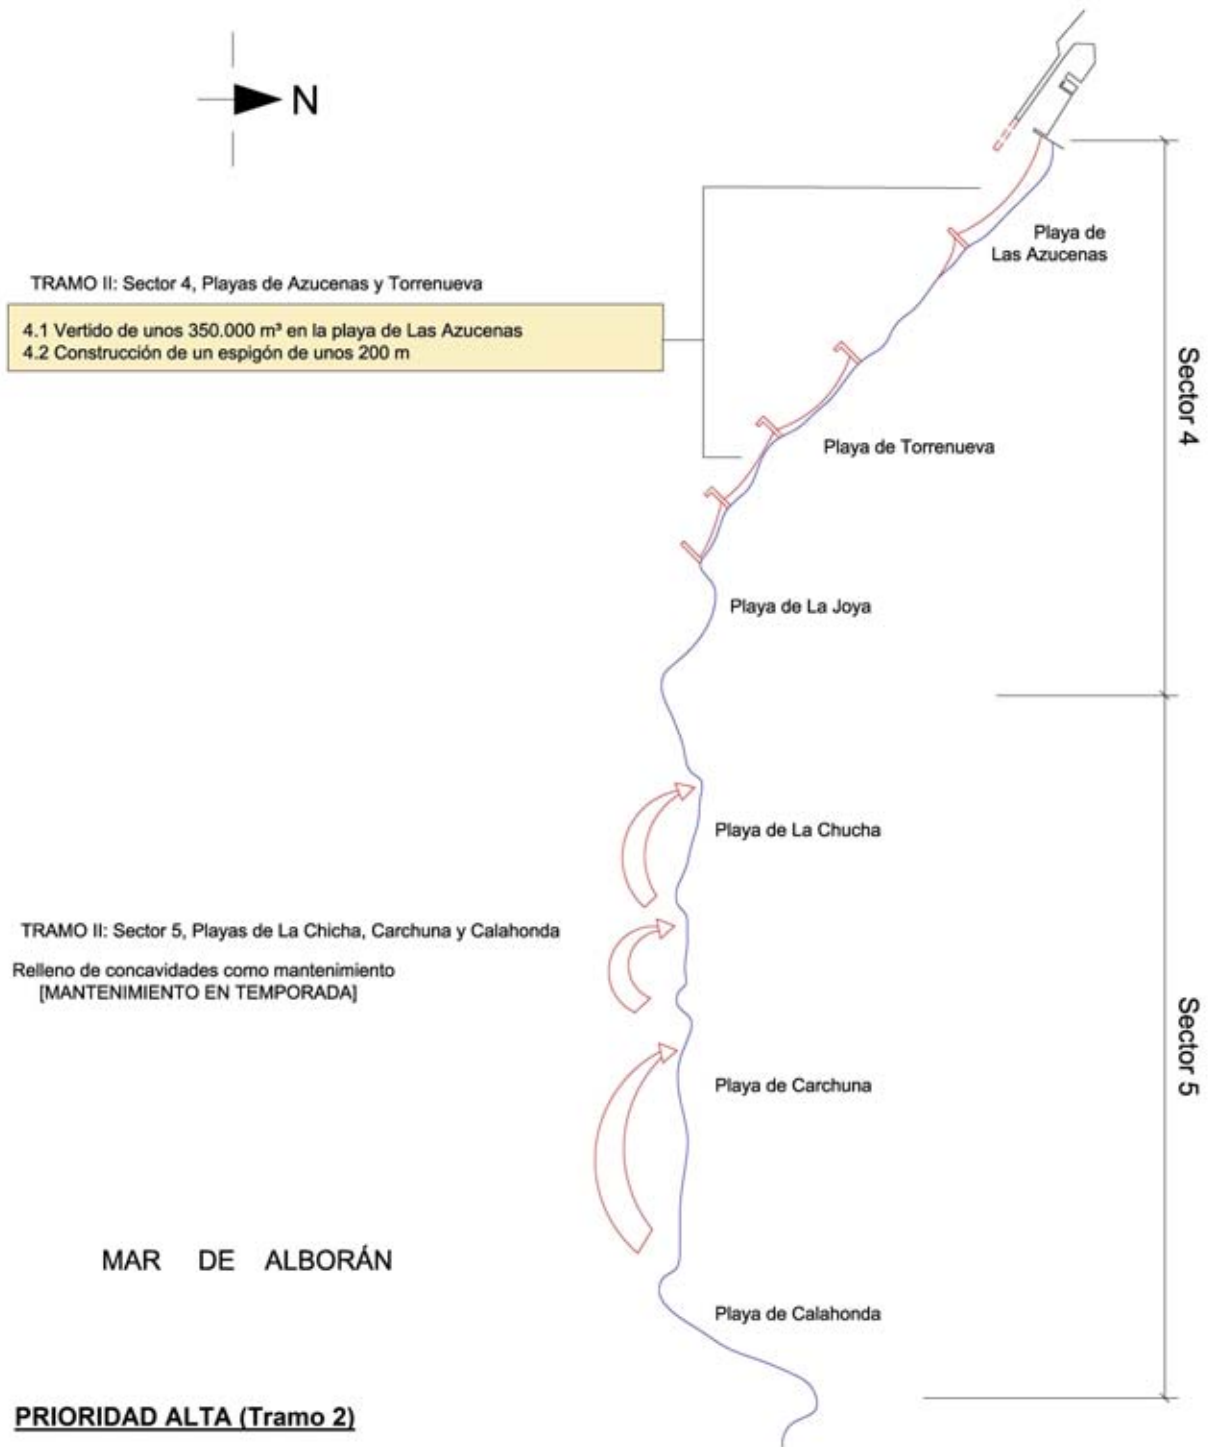 N
Playa de
Las Azucenas
TRAMO II: Sector 4, Playas de Azucenas y Torrenueva
4.1 Vertido de unos 350.000 m³ en la playa de Las Azucenas
4.2 Construcción de un espigón de unos 200 m
Sector 4
Playa de Torrenueva
Playa de La Joya
Playa de La Chucha
TRAMO II: Sector 5, Playas de La Chicha, Carchuna y Calahonda
Relleno de concavidades como mantenimiento
[MANTENIMIENTO EN TEMPORADA]
Sector 5
Playa de Carchuna
MAR DE ALBORÁN
Playa de Calahonda
PRIORIDAD ALTA (Tramo 2)